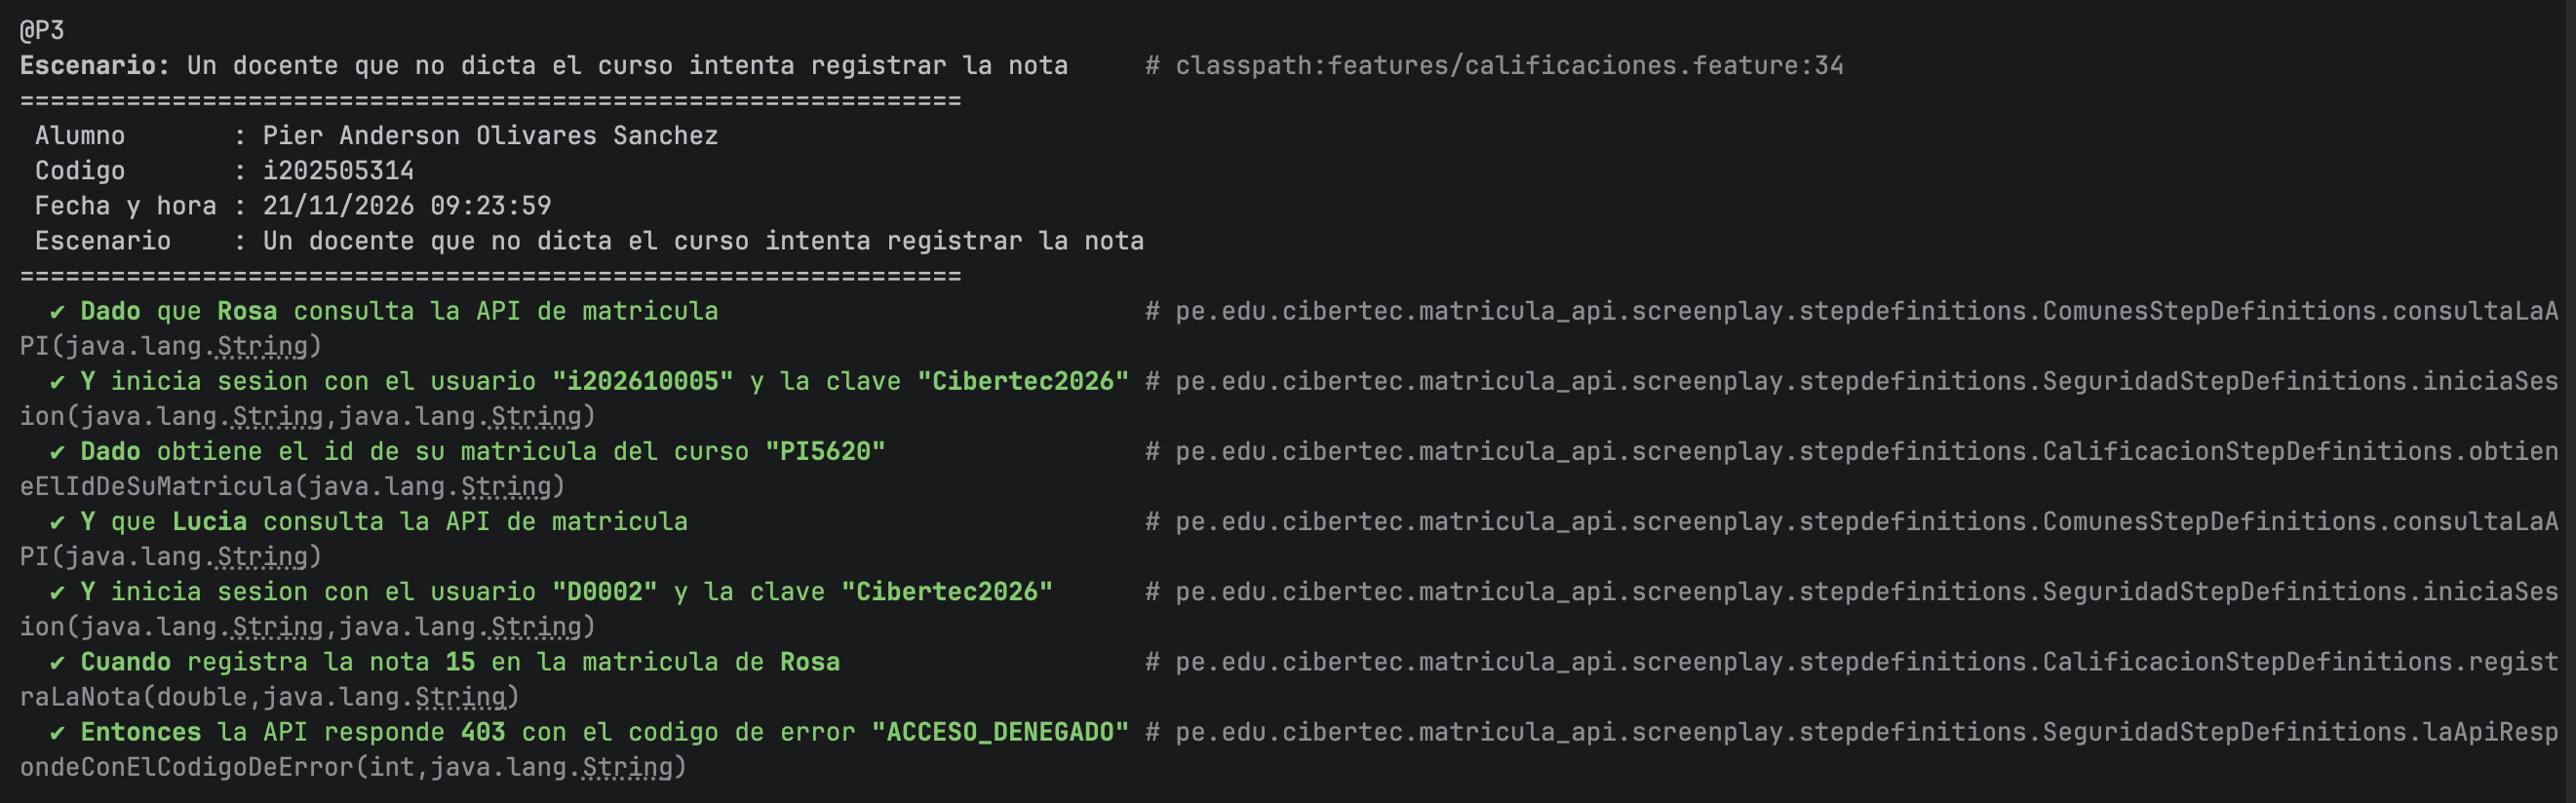 @P3
Escenario: Un docente que no dicta el curso intenta registrar la nota     # classpath:features/calificaciones.feature:34
==============================================================
 Alumno       : Pier Anderson Olivares Sanchez
 Codigo       : i202505314
 Fecha y hora : 21/11/2026 09:23:59
 Escenario    : Un docente que no dicta el curso intenta registrar la nota
==============================================================
  ✔ Dado que Rosa consulta la API de matricula                            # pe.edu.cibertec.matricula_api.screenplay.stepdefinitions.ComunesStepDefinitions.consultaLaA
PI(java.lang.String)
  ✔ Y inicia sesion con el usuario "i202610005" y la clave "Cibertec2026" # pe.edu.cibertec.matricula_api.screenplay.stepdefinitions.SeguridadStepDefinitions.iniciaSes
ion(java.lang.String,java.lang.String)
  ✔ Dado obtiene el id de su matricula del curso "PI5620"                 # pe.edu.cibertec.matricula_api.screenplay.stepdefinitions.CalificacionStepDefinitions.obtien
eElIdDeSuMatricula(java.lang.String)
  ✔ Y que Lucia consulta la API de matricula                              # pe.edu.cibertec.matricula_api.screenplay.stepdefinitions.ComunesStepDefinitions.consultaLaA
PI(java.lang.String)
  ✔ Y inicia sesion con el usuario "D0002" y la clave "Cibertec2026"      # pe.edu.cibertec.matricula_api.screenplay.stepdefinitions.SeguridadStepDefinitions.iniciaSes
ion(java.lang.String,java.lang.String)
  ✔ Cuando registra la nota 15 en la matricula de Rosa                    # pe.edu.cibertec.matricula_api.screenplay.stepdefinitions.CalificacionStepDefinitions.regist
raLaNota(double,java.lang.String)
  ✔ Entonces la API responde 403 con el codigo de error "ACCESO_DENEGADO" # pe.edu.cibertec.matricula_api.screenplay.stepdefinitions.SeguridadStepDefinitions.laApiResp
ondeConElCodigoDeError(int,java.lang.String)